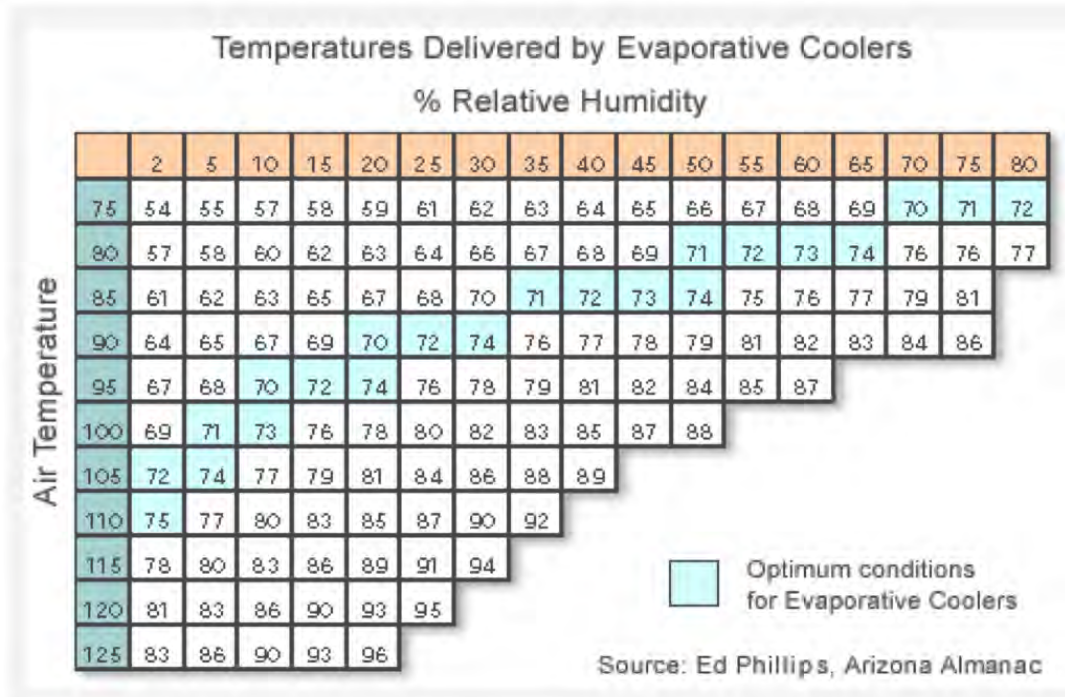 Temperatures Delivered by Evaporative Coolers
% Relative Humidity
2 5 10 15 20 25 30 35 40 45 50 55 60 65 70 75 80
75 54 55 57 58 59 61 62 63 64 65 66 67 68 69 70 71 72
80 57 58 60 62 63 64 66 67 68 69 71 72 73 74 76 76 77
85 61 62 63 65 67 68 70 71 72 73 74 75 76 77 79 81
90 64 65 67 69 70 72 74 76 77 78 79 81 82 83 84 86
95 67 68 70 72 74 76 78 79 81 82 84 85 87
100 69 71 73 76 78 80 82 83 85 87 88
105 72 74 77 79 81 84 86 88 89
110 75 77 80 83 85 87 90 92
115 78 80 83 86 89 91 94
120 81 83 86 90 93 95
125 83 86 90 93 96
Air Temperature
Optimum conditions
for Evaporative Coolers
Source: Ed Phillips, Arizona Almanac